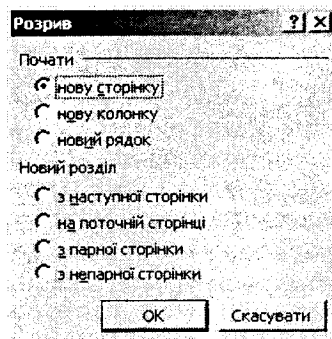 Розрив
Почати
нову сторінку
нову колонку
новий рядок
Новий розділ
з наступної сторінки
на поточній сторінці
з парної сторінки
з непарної сторінки
ОК Скасувати